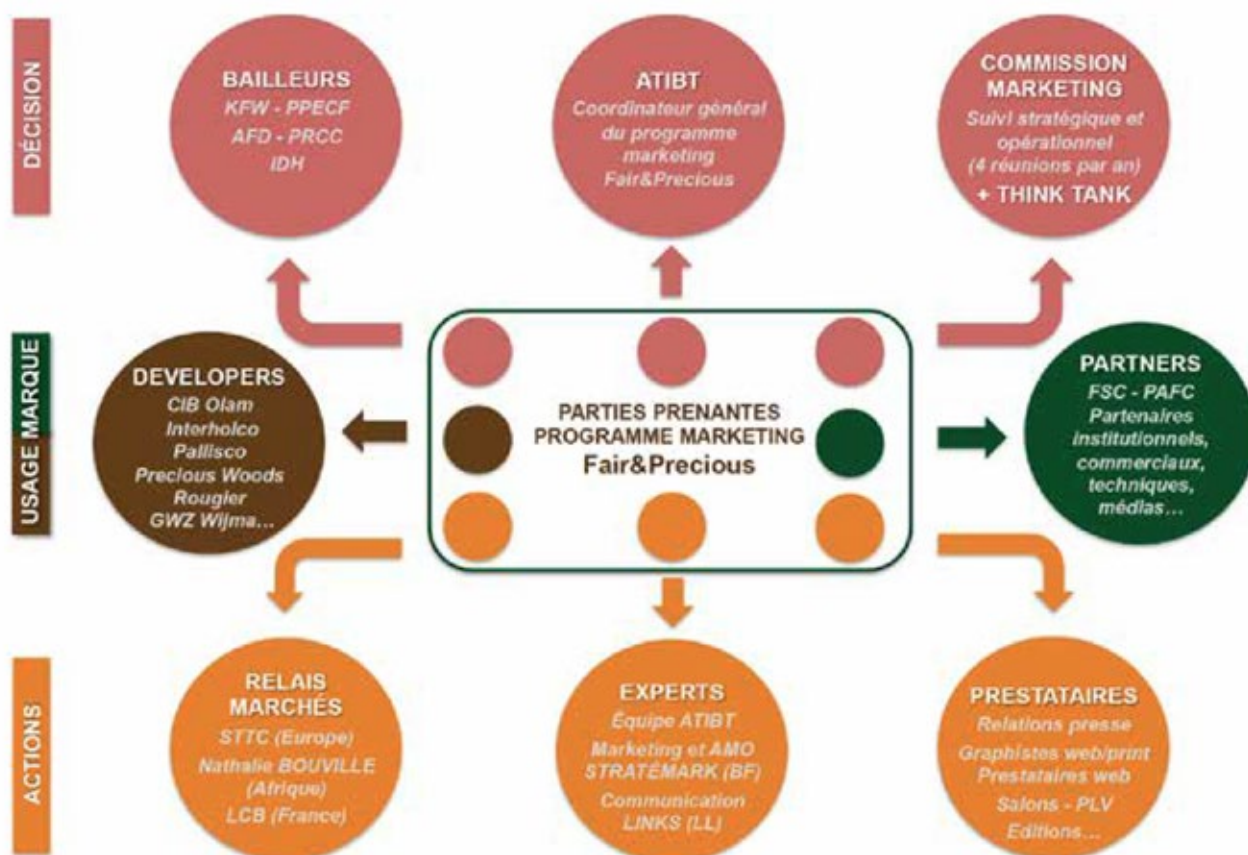 DÉCISION
BAILLEURS
KFW - PPECF
AFD - PRCC
IDH
ATIBT
Coordinateur général
du programme
marketing
Fair&Precious
COMMISSION
MARKETING
Suivi stratégique et
opérationnel
(4 réunions par an)
+ THINK TANK
USAGE MARQUE
DEVELOPERS
CIB Olam
Interholco
Pallisco
Precious Woods
Rougier
GWZ Wijma...
PARTIES PRENANTES
PROGRAMME MARKETING
Fair&Precious
PARTNERS
FSC - PAFC
Partenaires
institutionnels,
commerciaux,
techniques,
médias...
ACTIONS
RELAIS
MARCHÉS
STTC (Europe)
Nathalie BOUVILLE
(Afrique)
LCB (France)
EXPERTS
Équipe ATIBT
Marketing et AMO
STRATÉMARK (BF)
Communication
LINKS (LL)
PRESTATAIRES
Relations presse
Graphistes web/print
Prestataires web
Salons - PLV
Editions...